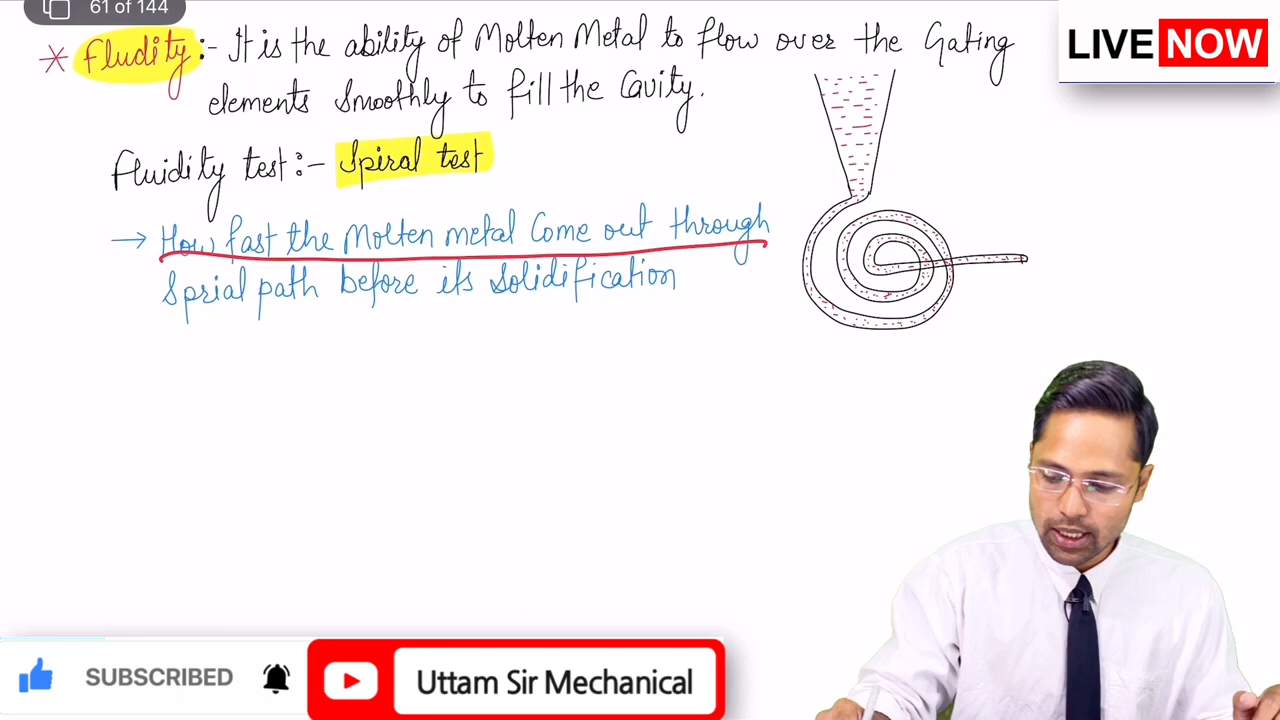 61 of 144
* Fludity :- It is the ability of Molten Metal to flow over the Gating
elements Smoothly to fill the Cavity.
Fluidity test :- Spiral test
→ How fast the Molten metal Come out through
Sprial path before its Solidification
LIVE NOW
SUBSCRIBED
Uttam Sir Mechanical